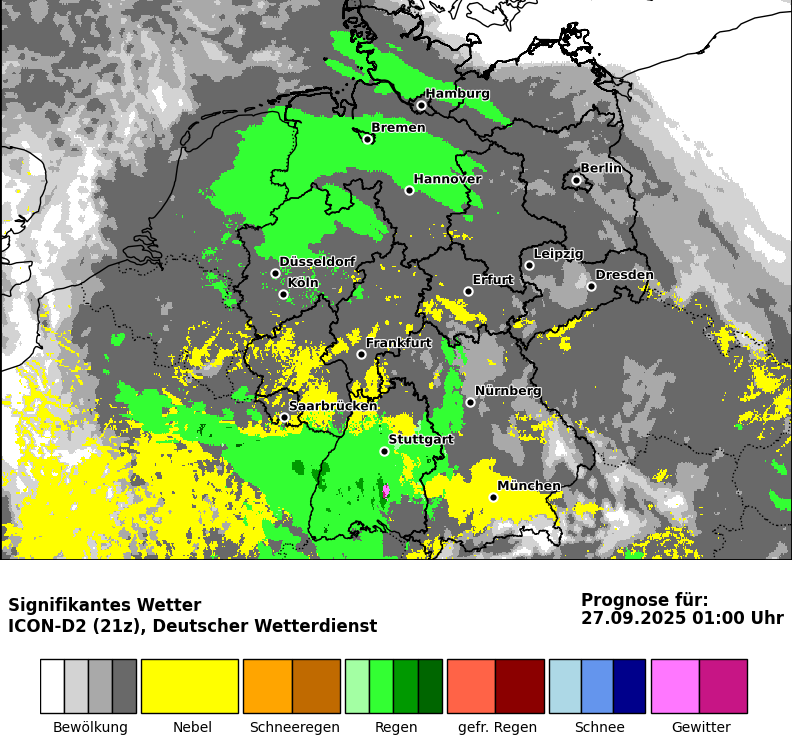 Hamburg
Bremen
Berlin
Hannover
Leipzig
Düsseldorf
Dresden
Köln
Erfurt
Frankfurt
Nürnberg
Saarbrücken
Stuttgart
München
Signifikantes Wetter
ICON-D2 (21z), Deutscher Wetterdienst
Prognose für:
27.09.2025 01:00 Uhr
Bewölkung
Nebel
Schneeregen
Regen
gefr. Regen
Schnee
Gewitter